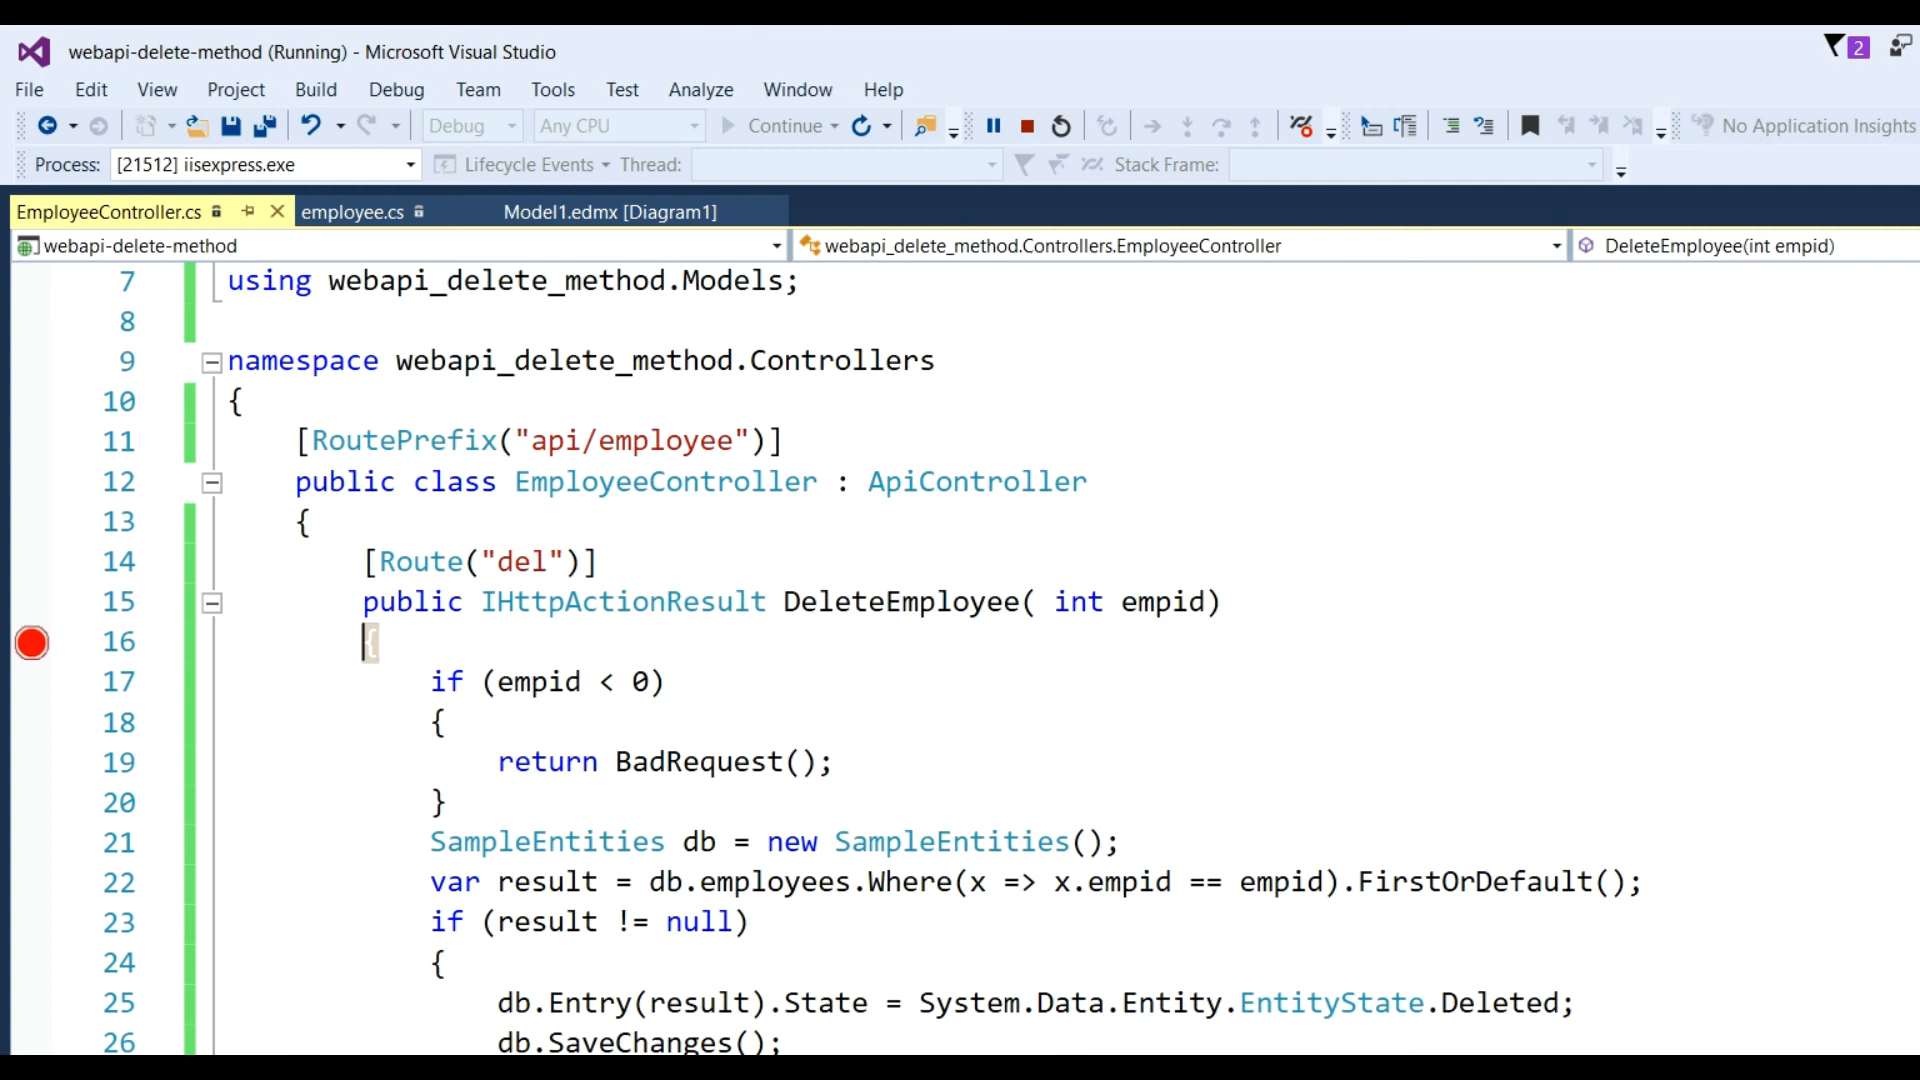 webapi-delete-method (Running) - Microsoft Visual Studio
2
File Edit View Project Build Debug Team Tools Test Analyze Window Help
Debug Any CPU Continue No Application Insights
Process: [21512] iisexpress.exe Lifecycle Events Thread: Stack Frame:
EmployeeController.cs employee.cs Model1.edmx [Diagram1]
webapi-delete-method webapi_delete_method.Controllers.EmployeeController DeleteEmployee(int empid)
7 using webapi_delete_method.Models;
8
9 namespace webapi_delete_method.Controllers
10 {
11 [RoutePrefix("api/employee")]
12 public class EmployeeController : ApiController
13 {
14 [Route("del")]
15 public IHttpActionResult DeleteEmployee( int empid)
16 {
17 if (empid < 0)
18 {
19 return BadRequest();
20 }
21 SampleEntities db = new SampleEntities();
22 var result = db.employees.Where(x => x.empid == empid).FirstOrDefault();
23 if (result != null)
24 {
25 db.Entry(result).State = System.Data.Entity.EntityState.Deleted;
26 db.SaveChanges();